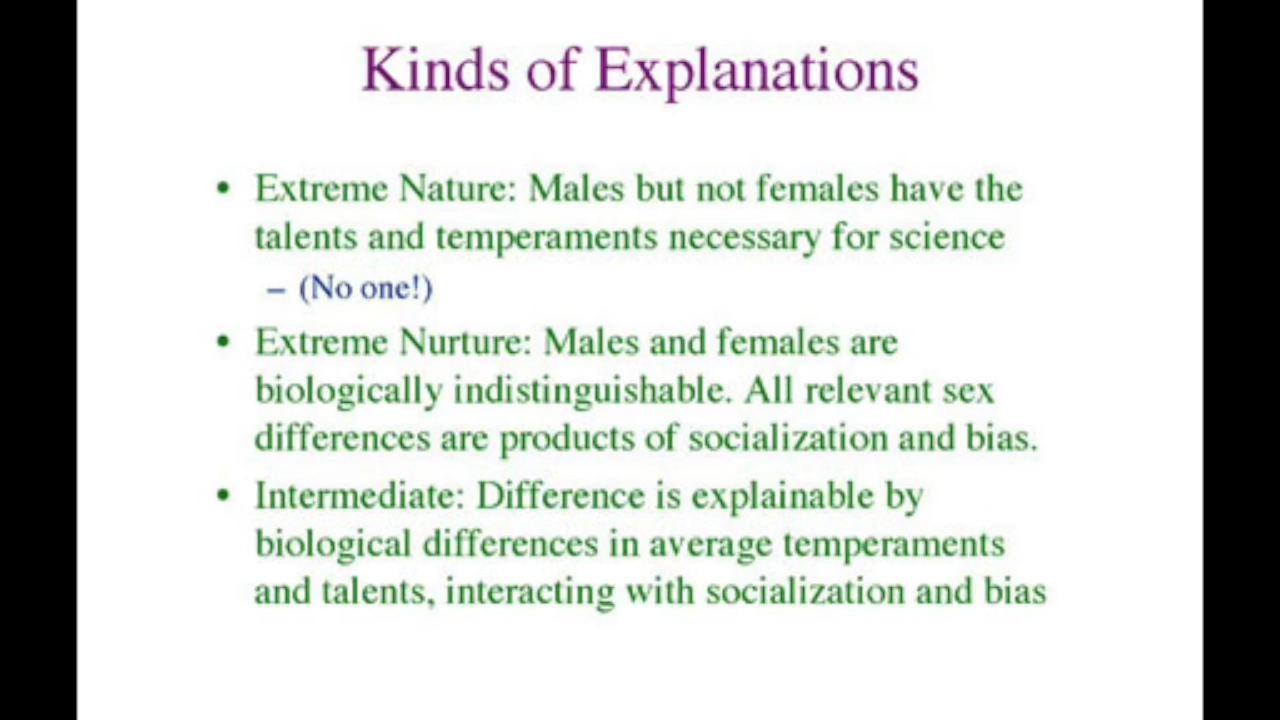 Kinds of Explanations
• Extreme Nature: Males but not females have the
talents and temperaments necessary for science
– (No one!)
• Extreme Nurture: Males and females are
biologically indistinguishable. All relevant sex
differences are products of socialization and bias.
• Intermediate: Difference is explainable by
biological differences in average temperaments
and talents, interacting with socialization and bias